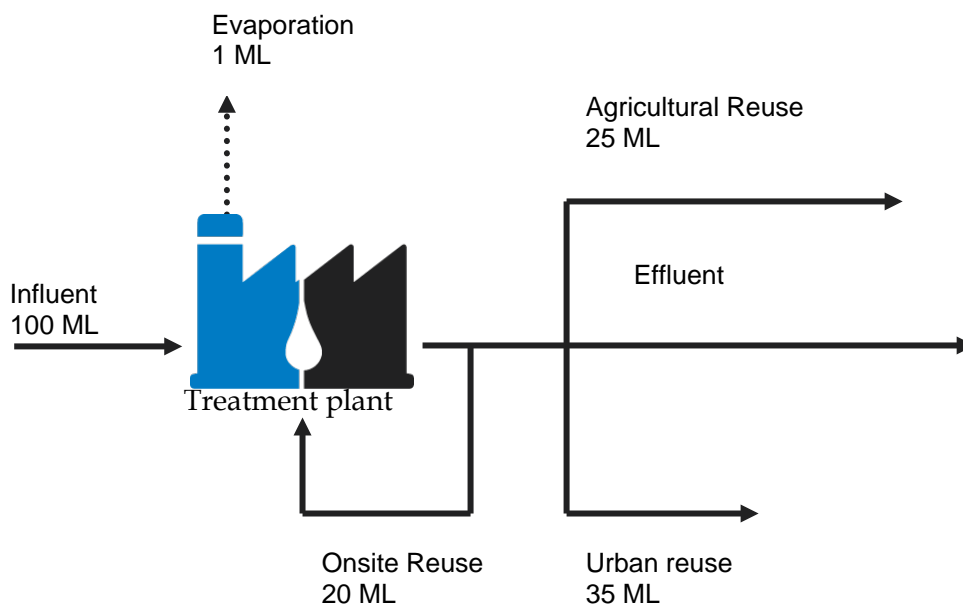 Evaporation
1 ML
Agricultural Reuse
25 ML
Effluent
Influent
100 ML
Treatment plant
Onsite Reuse
20 ML
Urban reuse
35 ML